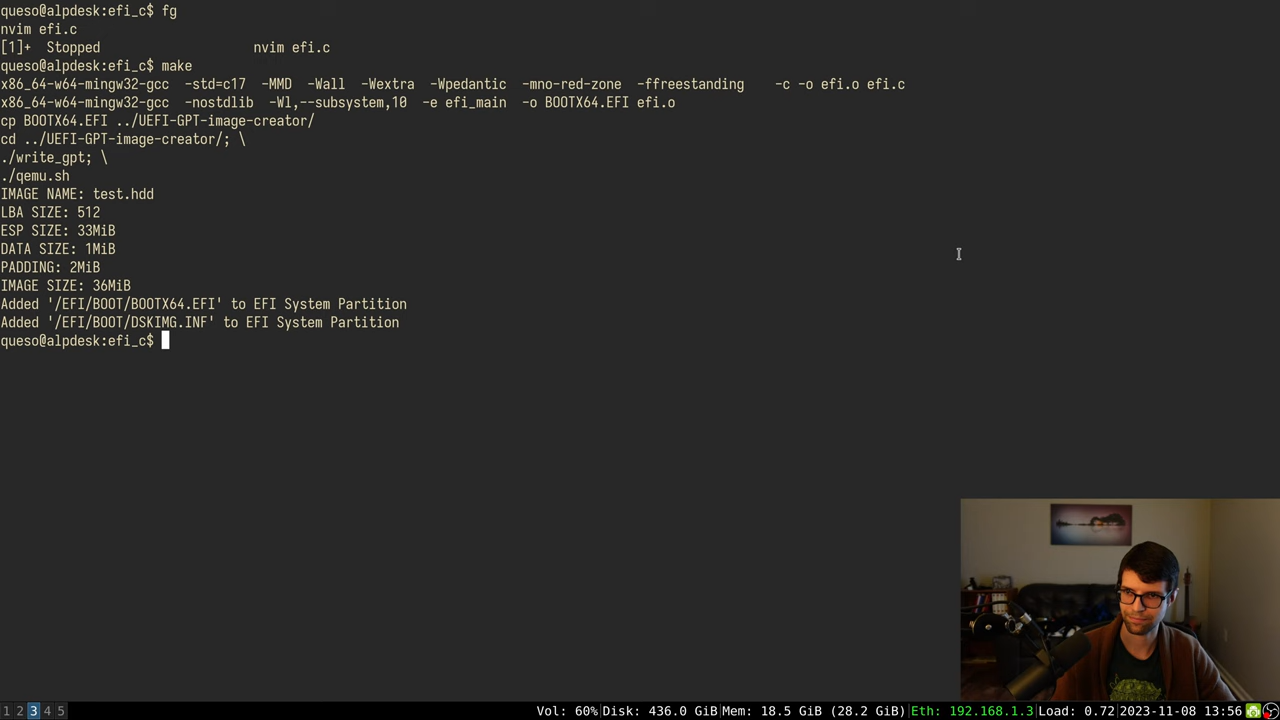 queso@alpdesk:efi_c$ fg
nvim efi.c
[1]+  Stopped                 nvim efi.c
queso@alpdesk:efi_c$ make
x86_64-w64-mingw32-gcc  -std=c17  -MMD  -Wall  -Wextra  -Wpedantic  -mno-red-zone  -ffreestanding    -c -o efi.o efi.c
x86_64-w64-mingw32-gcc  -nostdlib  -Wl,--subsystem,10  -e efi_main  -o BOOTX64.EFI efi.o
cp BOOTX64.EFI ../UEFI-GPT-image-creator/
cd ../UEFI-GPT-image-creator/; \
./write_gpt; \
./qemu.sh
IMAGE NAME: test.hdd
LBA SIZE: 512
ESP SIZE: 33MiB
DATA SIZE: 1MiB
PADDING: 2MiB
IMAGE SIZE: 36MiB
Added '/EFI/BOOT/BOOTX64.EFI' to EFI System Partition
Added '/EFI/BOOT/DSKIMG.INF' to EFI System Partition
queso@alpdesk:efi_c$
1 2 3 4 5 Vol: 60%|Disk: 436.0 GiB|Mem: 18.5 GiB (28.2 GiB)|Eth: 192.168.1.3|Load: 0.72|2023-11-08 13:56